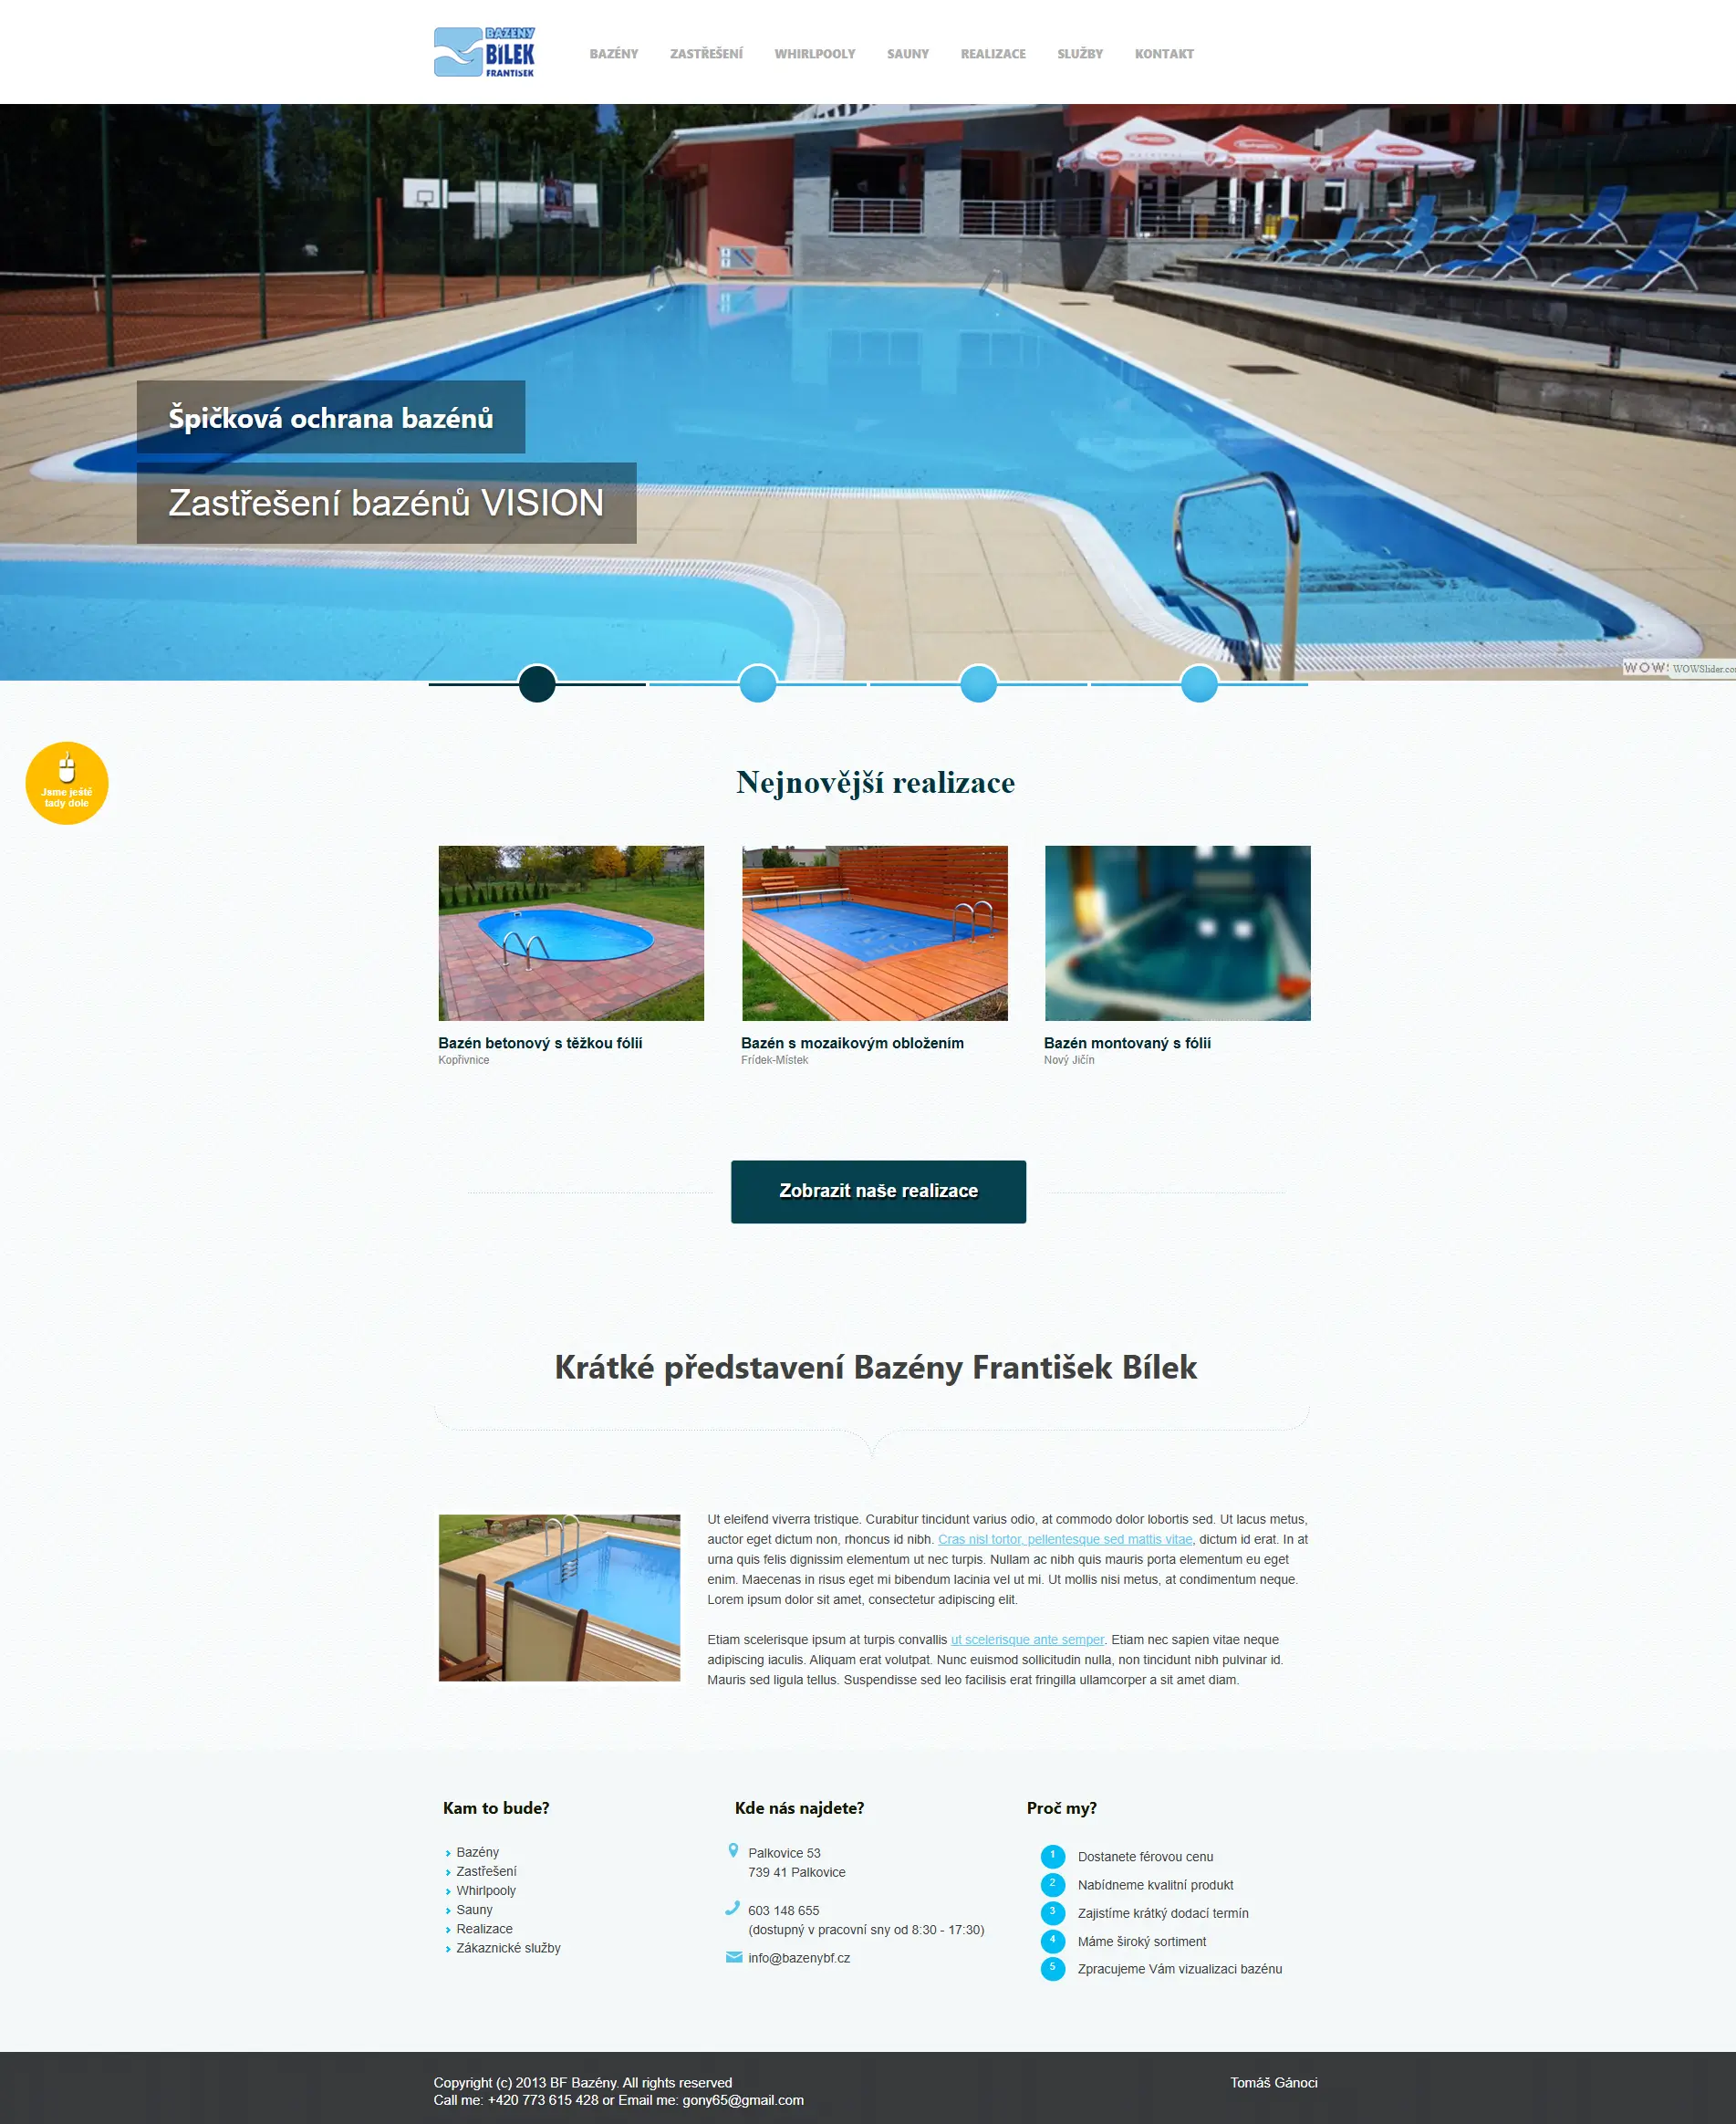 BAZENY
BÍLEK
FRANTISEK
BAZÉNY ZASTŘEŠENÍ WHIRLPOOLY SAUNY REALIZACE SLUŽBY KONTAKT
Špičková ochrana bazénů
Zastřešení bazénů VISION
WOWS
WOWSlider.co
Jsme ještě
tady dole
Nejnovější realizace
Bazén betonový s těžkou fólií
Kopřivnice
Bazén s mozaikovým obložením
Frídek-Místek
Bazén montovaný s fólií
Nový Jičín
Zobrazit naše realizace
Krátké představení Bazény František Bílek
Ut eleifend viverra tristique. Curabitur tincidunt varius odio, at commodo dolor lobortis sed. Ut lacus metus,
auctor eget dictum non, rhoncus id nibh. Cras nisl tortor, pellentesque sed mattis vitae, dictum id erat. In at
urna quis felis dignissim elementum ut nec turpis. Nullam ac nibh quis mauris porta elementum eu eget
enim. Maecenas in risus eget mi bibendum lacinia vel ut mi. Ut mollis nisi metus, at condimentum neque.
Lorem ipsum dolor sit amet, consectetur adipiscing elit.
Etiam scelerisque ipsum at turpis convallis ut scelerisque ante semper. Etiam nec sapien vitae neque
adipiscing iaculis. Aliquam erat volutpat. Nunc euismod sollicitudin nulla, non tincidunt nibh pulvinar id.
Mauris sed ligula tellus. Suspendisse sed leo facilisis erat fringilla ullamcorper a sit amet diam.
Kam to bude?
Bazény
Zastřešení
Whirlpooly
Sauny
Realizace
Zákaznické služby
Kde nás najdete?
Palkovice 53
739 41 Palkovice
603 148 655
(dostupný v pracovní sny od 8:30 - 17:30)
info@bazenybf.cz
Proč my?
1 Dostanete férovou cenu
2 Nabídneme kvalitní produkt
3 Zajistíme krátký dodací termín
4 Máme široký sortiment
5 Zpracujeme Vám vizualizaci bazénu
Copyright (c) 2013 BF Bazény. All rights reserved
Call me: +420 773 615 428 or Email me: gony65@gmail.com
Tomáš Gánoci